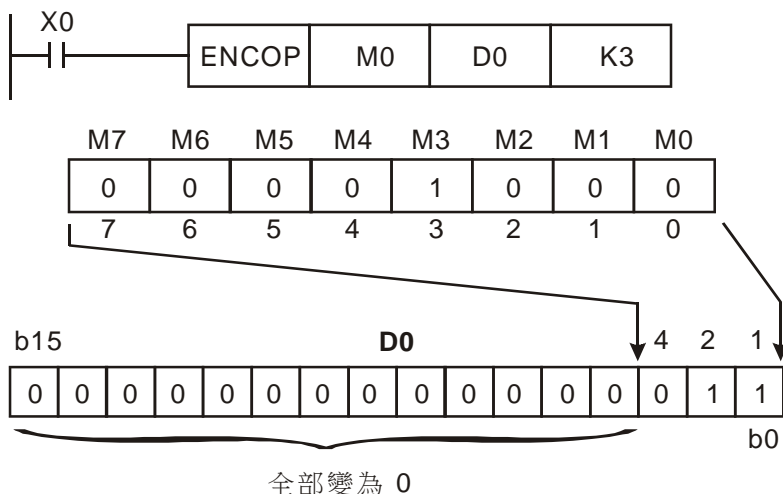 X0
ENCOP M0 D0 K3
M7 M6 M5 M4 M3 M2 M1 M0
0 0 0 0 1 0 0 0
7 6 5 4 3 2 1 0
b15 D0 4 2 1
0 0 0 0 0 0 0 0 0 0 0 0 0 0 1 1
b0
全部變為 0